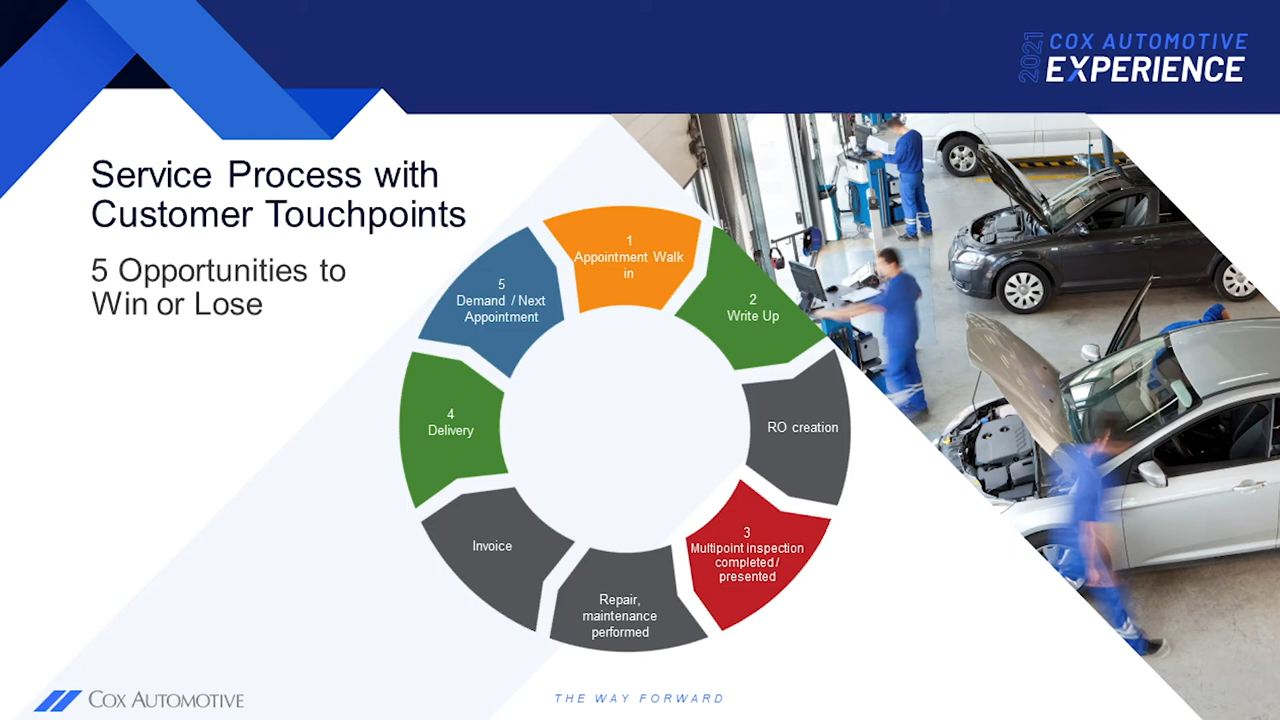 2021
COX AUTOMOTIVE
EXPERIENCE
Service Process with
Customer Touchpoints
5 Opportunities to
Win or Lose
1
Appointment Walk
in
2
Write Up
RO creation
3
Multipoint inspection
completed /
presented
Repair,
maintenance
performed
Invoice
4
Delivery
5
Demand / Next
Appointment
COX AUTOMOTIVE
THE WAY FORWARD